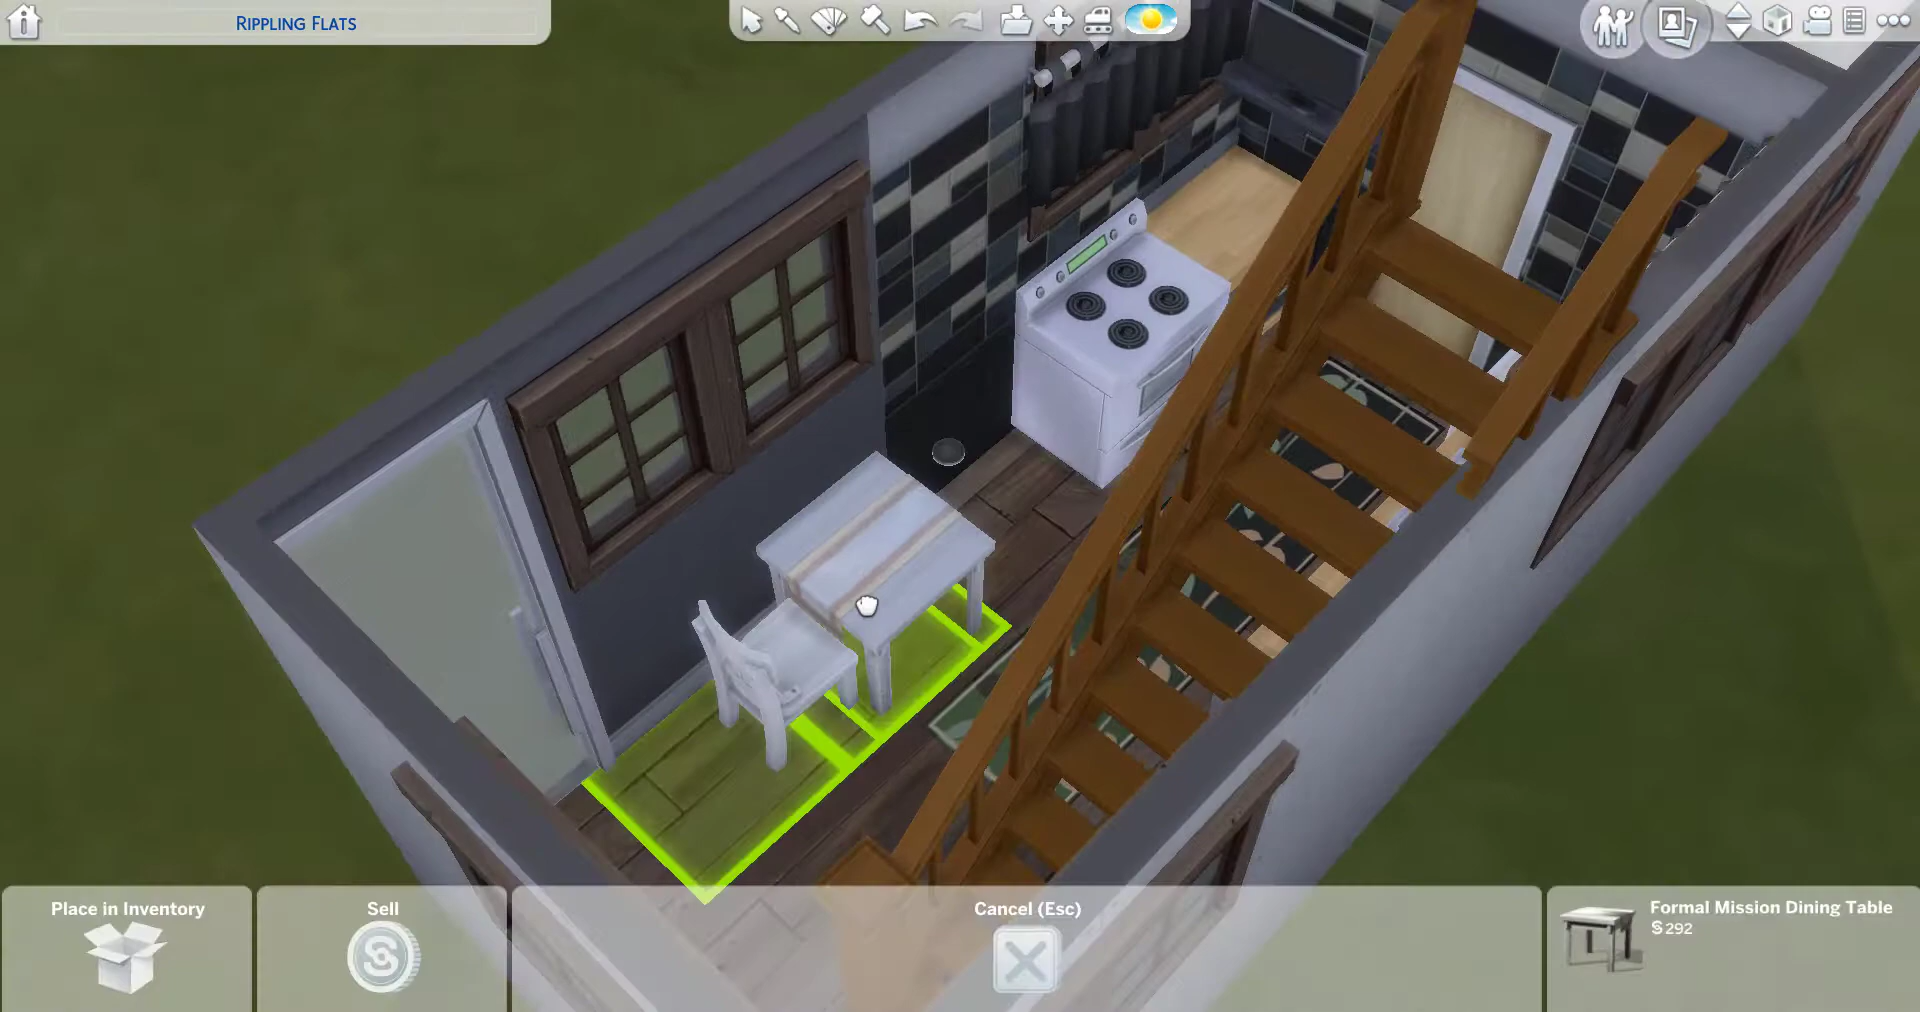 Rippling Flats
Place in Inventory
Sell
Cancel (Esc)
Formal Mission Dining Table
§292